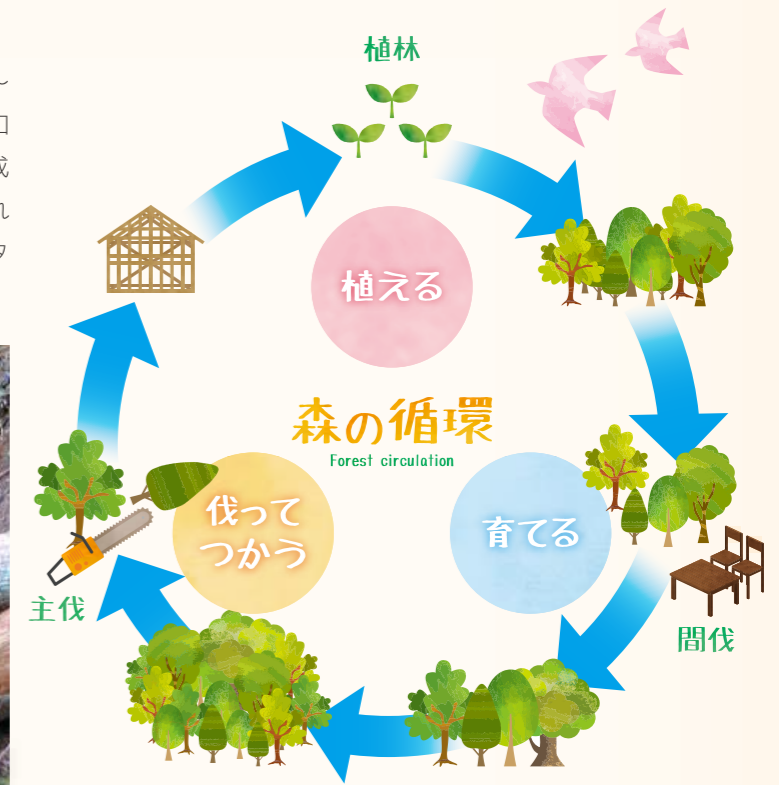 植林
植える
森の循環
Forest circulation
伐って
つかう
育てる
主伐
間伐